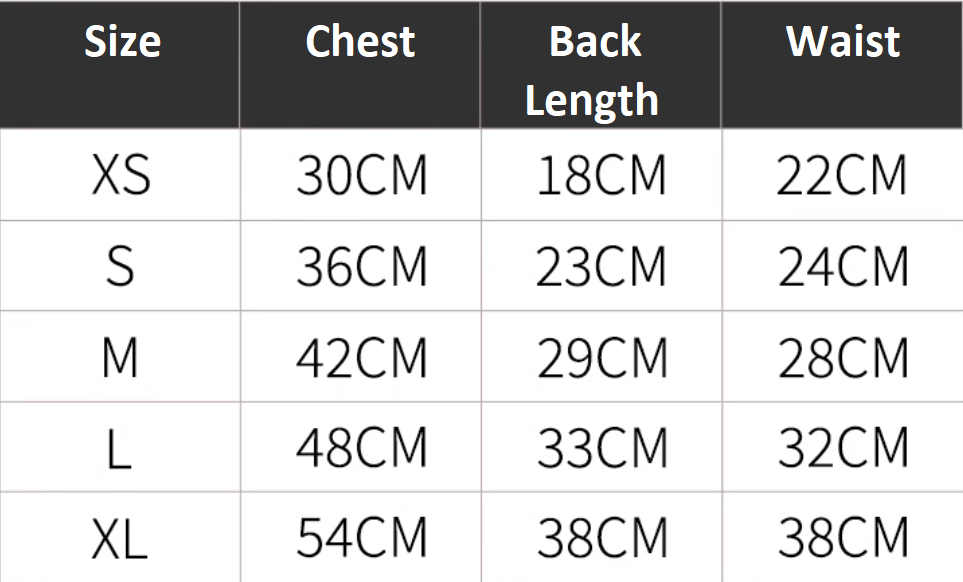 Size Chest Back Length Waist
XS 30CM 18CM 22CM
S 36CM 23CM 24CM
M 42CM 29CM 28CM
L 48CM 33CM 32CM
XL 54CM 38CM 38CM